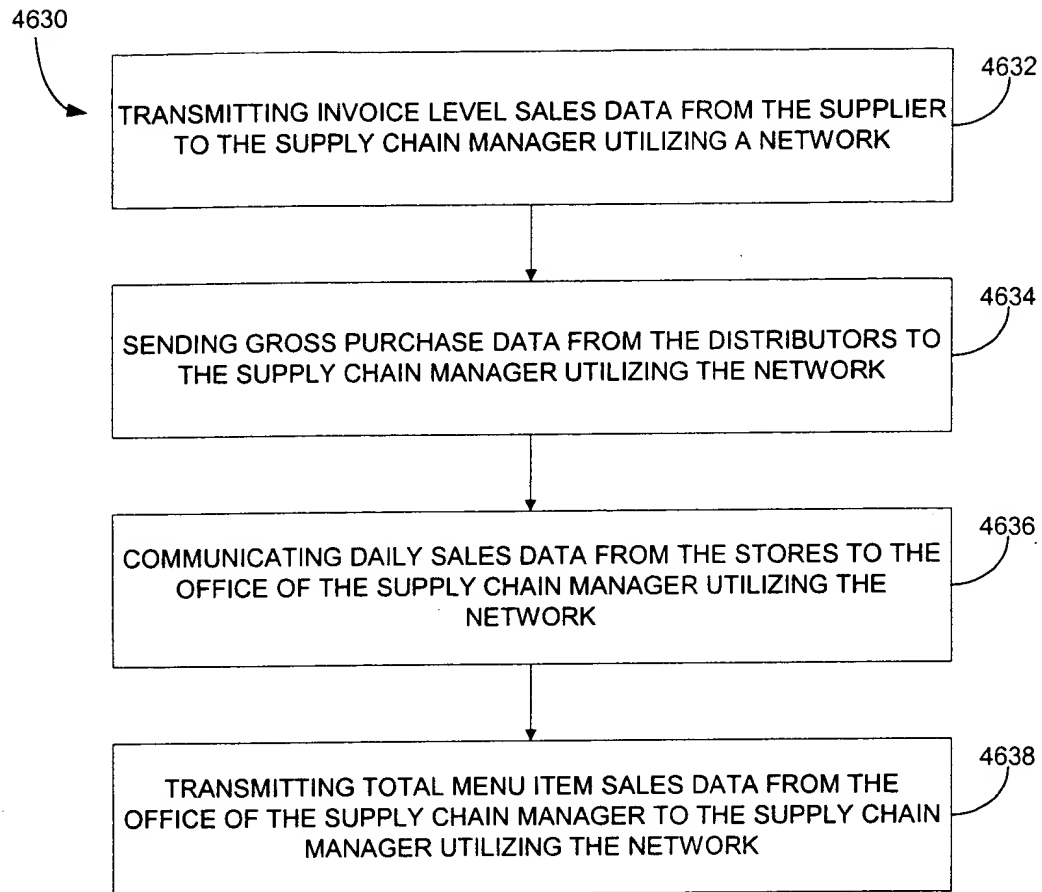 4630
4632
TRANSMITTING INVOICE LEVEL SALES DATA FROM THE SUPPLIER
TO THE SUPPLY CHAIN MANAGER UTILIZING A NETWORK
4634
SENDING GROSS PURCHASE DATA FROM THE DISTRIBUTORS TO
THE SUPPLY CHAIN MANAGER UTILIZING THE NETWORK
4636
COMMUNICATING DAILY SALES DATA FROM THE STORES TO THE
OFFICE OF THE SUPPLY CHAIN MANAGER UTILIZING THE
NETWORK
4638
TRANSMITTING TOTAL MENU ITEM SALES DATA FROM THE
OFFICE OF THE SUPPLY CHAIN MANAGER TO THE SUPPLY CHAIN
MANAGER UTILIZING THE NETWORK